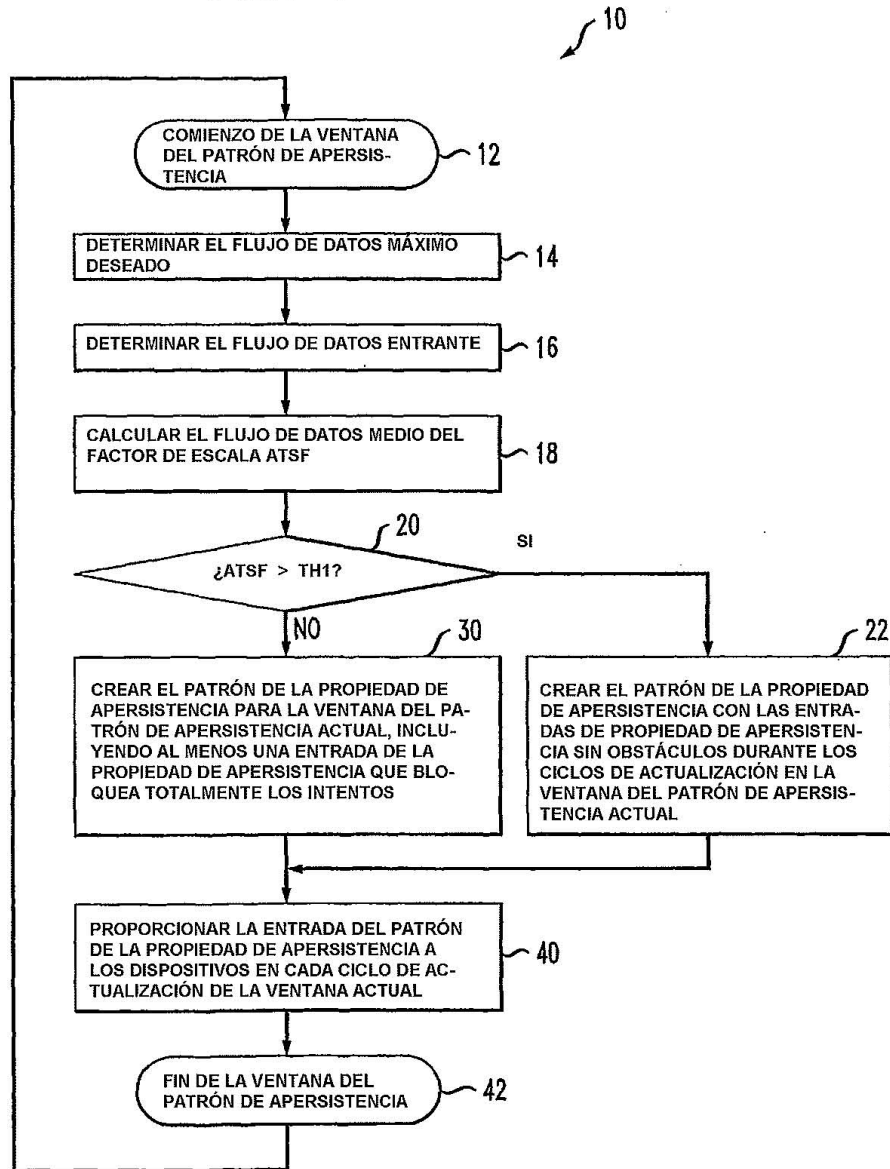 10
COMIENZO DE LA VENTANA
DEL PATRÓN DE APERSIS-
TENCIA
12
DETERMINAR EL FLUJO DE DATOS MÁXIMO
DESEADO
14
DETERMINAR EL FLUJO DE DATOS ENTRANTE
16
CALCULAR EL FLUJO DE DATOS MEDIO DEL
FACTOR DE ESCALA ATSF
18
20
SI
¿ATSF > TH1?
NO
30
22
CREAR EL PATRÓN DE LA PROPIEDAD DE
APERSISTENCIA PARA LA VENTANA DEL PA-
TRÓN DE APERSISTENCIA ACTUAL, INCLU-
YENDO AL MENOS UNA ENTRADA DE LA
PROPIEDAD DE APERSISTENCIA QUE BLO-
QUEA TOTALMENTE LOS INTENTOS
CREAR EL PATRÓN DE LA PROPIEDAD
DE APERSISTENCIA CON LAS ENTRA-
DAS DE PROPIEDAD DE APERSISTEN-
CIA SIN OBSTÁCULOS DURANTE LOS
CICLOS DE ACTUALIZACIÓN EN LA
VENTANA DEL PATRÓN DE APERSIS-
TENCIA ACTUAL
PROPORCIONAR LA ENTRADA DEL PATRÓN
DE LA PROPIEDAD DE APERSISTENCIA A
LOS DISPOSITIVOS EN CADA CICLO DE AC-
TUALIZACIÓN DE LA VENTANA ACTUAL
40
FIN DE LA VENTANA DEL
PATRÓN DE APERSISTENCIA
42